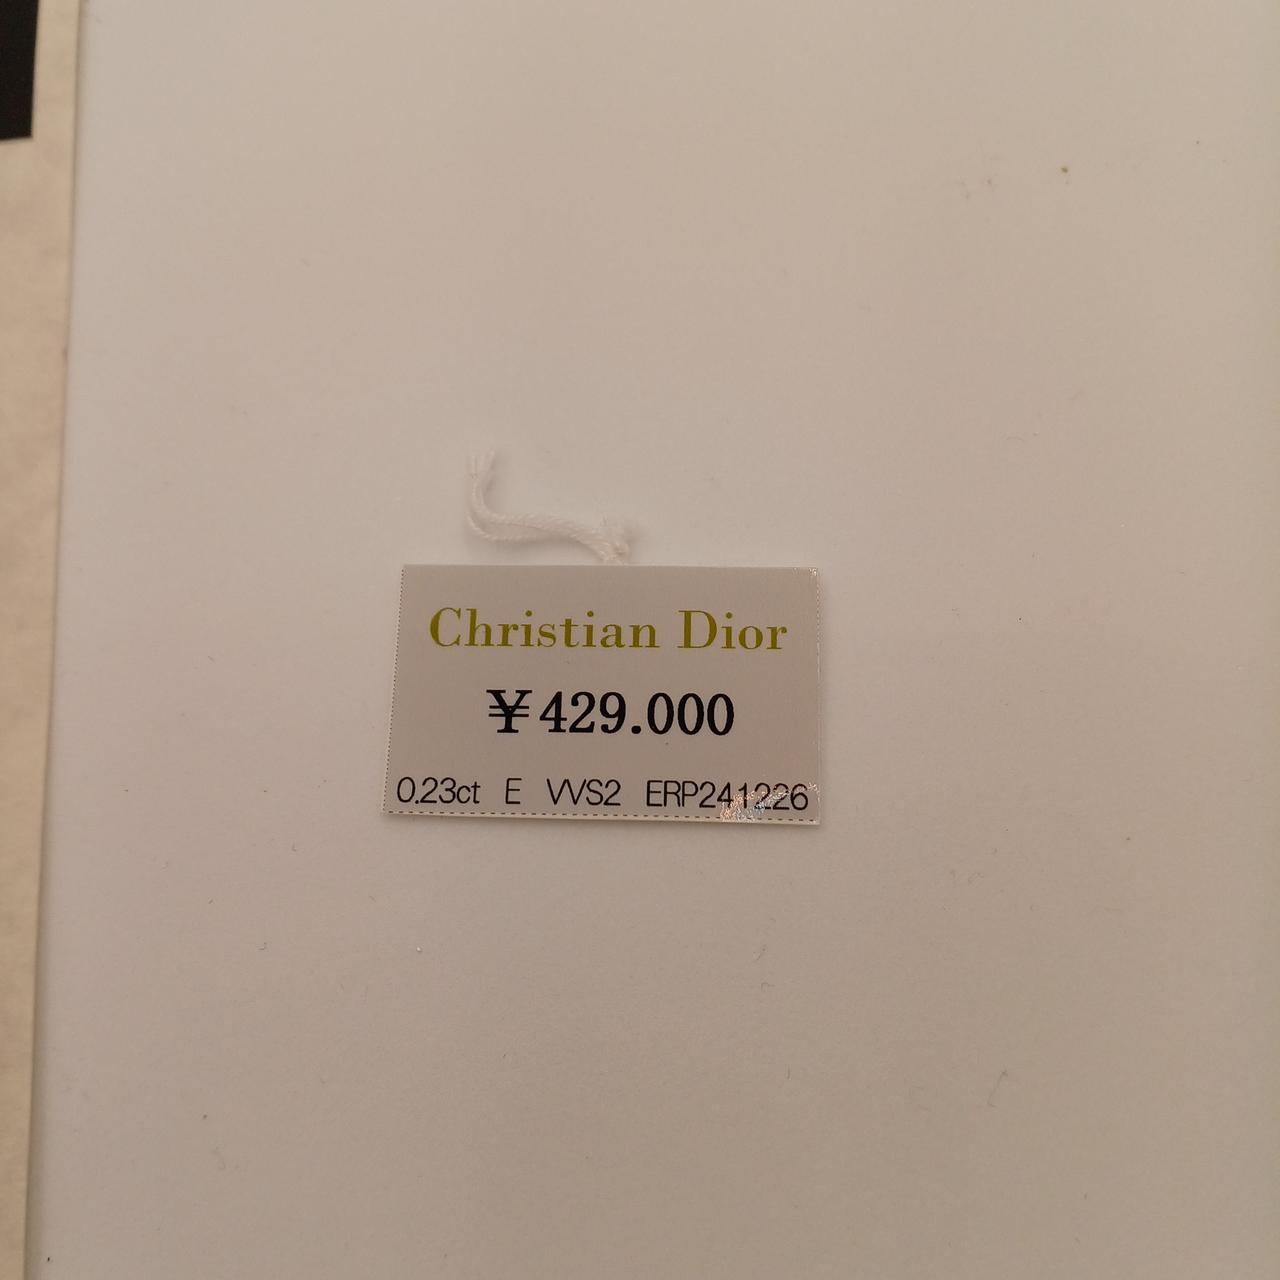 Christian Dior
¥429.000
0.23ct E VVS2 ERP241226